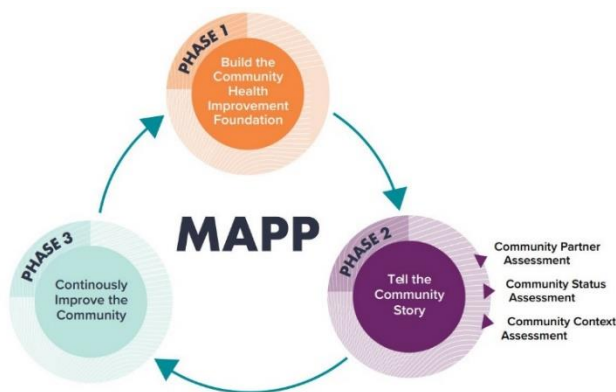 PHASE 1
Build the
Community
Health
Improvement
Foundation
MAPP
PHASE 2
Tell the
Community
Story
Community Partner
Assessment
Community Status
Assessment
Community Context
Assessment
PHASE 3
Continously
Improve the
Community